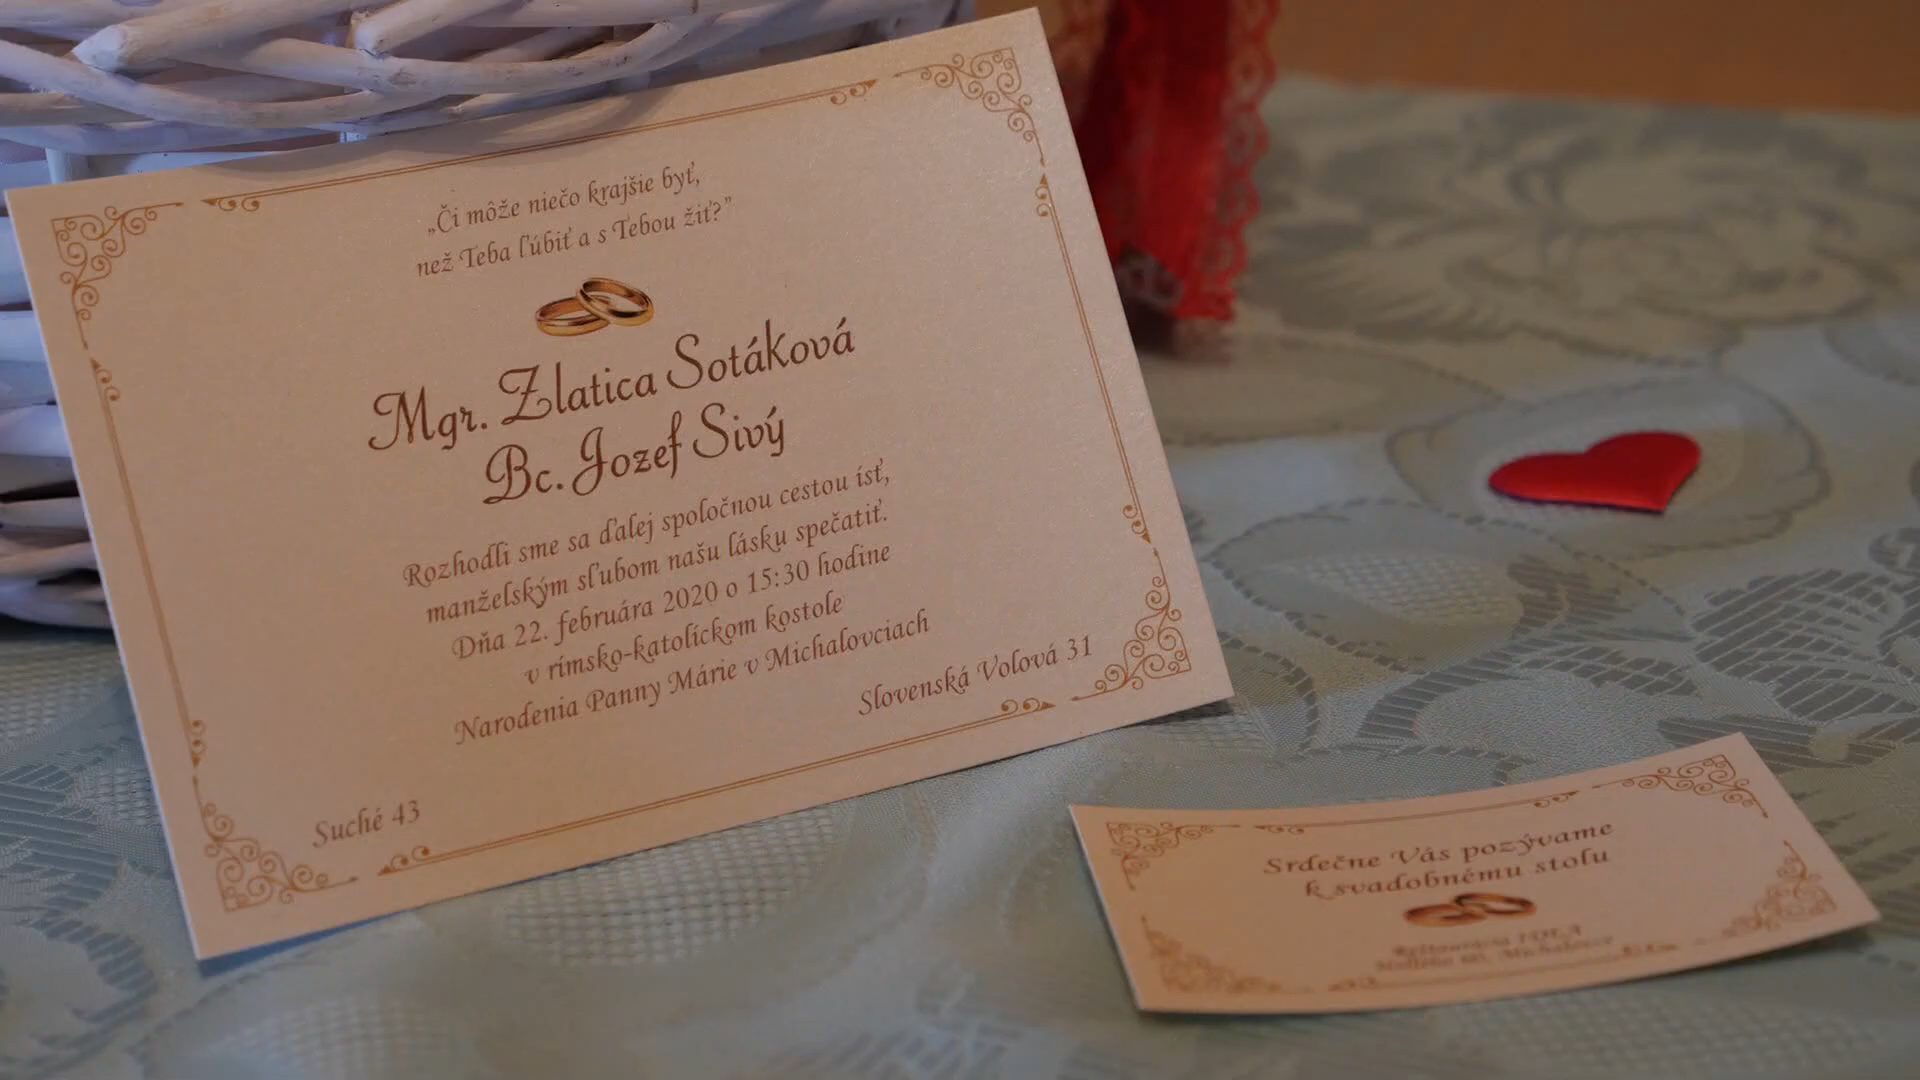 „Či môže niečo krajšie byť,
než Teba ľúbiť a s Tebou žiť?”
Mgr. Zlatica Sotáková
Bc. Jozef Sivý
Rozhodli sme sa ďalej spoločnou cestou ísť,
manželským sľubom našu lásku spečatiť.
Dňa 22. februára 2020 o 15:30 hodine
v rímsko-katolíckom kostole
Narodenia Panny Márie v Michalovciach
Slovenská Volová 31
Suché 43
Srdečne Vás pozývame
k svadobnému stolu
Reštaurácia
Michalovce